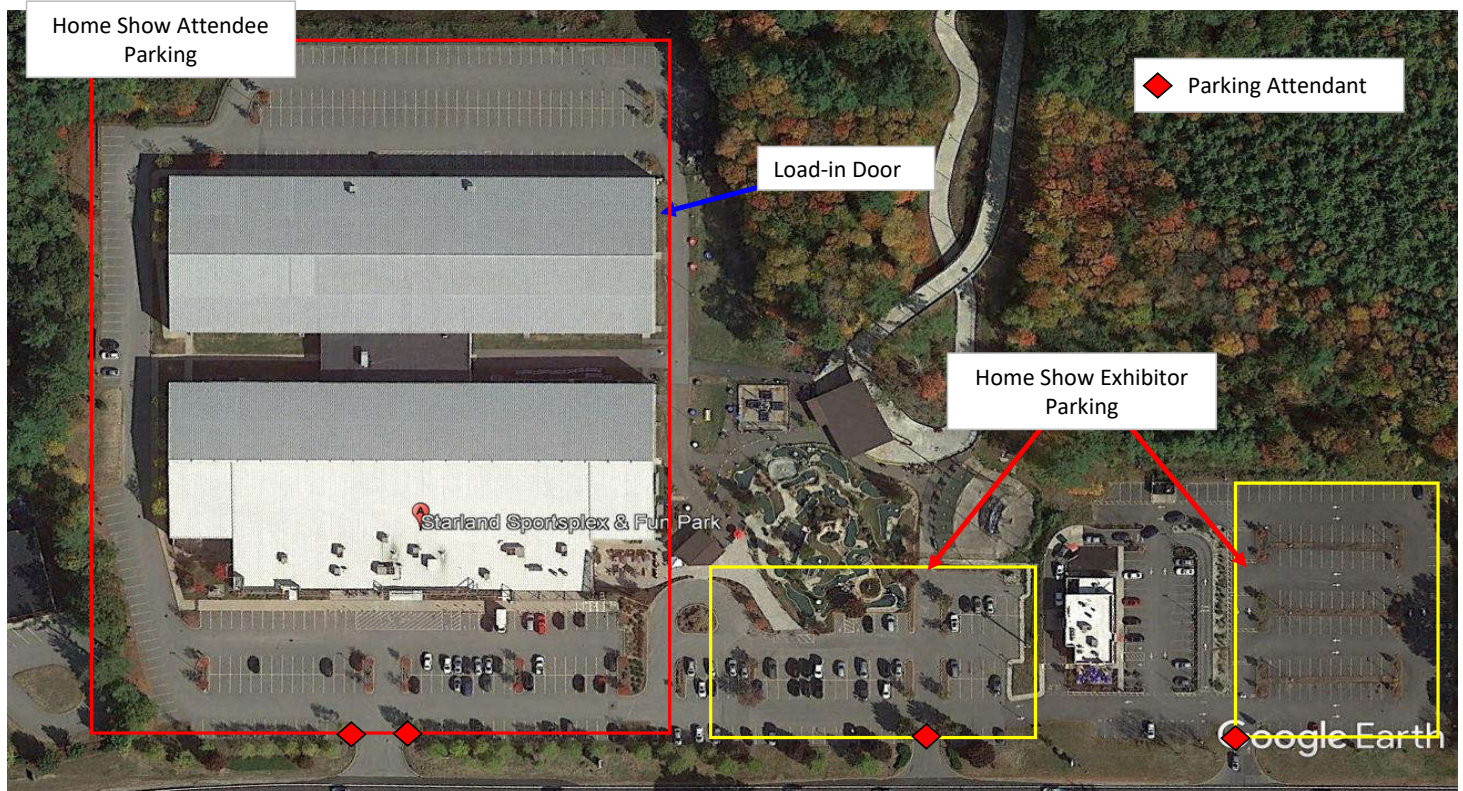 Home Show Attendee
Parking
Parking Attendant
Load-in Door
Home Show Exhibitor
Parking
A
Starland Sportsplex & Fun Park
Google Earth